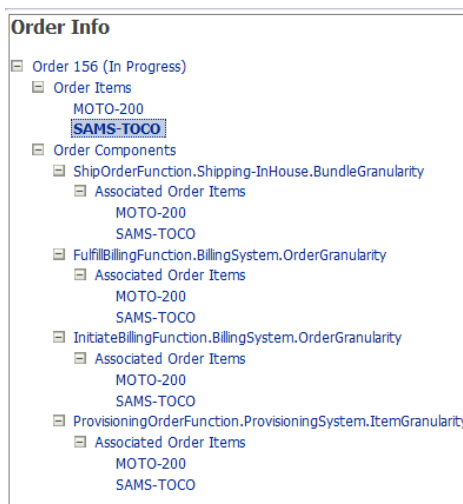 Order Info
Order 156 (In Progress)
Order Items
MOTO-200
SAMS-TOCO
Order Components
ShipOrderFunction.Shipping-InHouse.BundleGranularity
Associated Order Items
MOTO-200
SAMS-TOCO
FulfillBillingFunction.BillingSystem.OrderGranularity
Associated Order Items
MOTO-200
SAMS-TOCO
InitiateBillingFunction.BillingSystem.OrderGranularity
Associated Order Items
MOTO-200
SAMS-TOCO
ProvisioningOrderFunction.ProvisioningSystem.ItemGranularity
Associated Order Items
MOTO-200
SAMS-TOCO